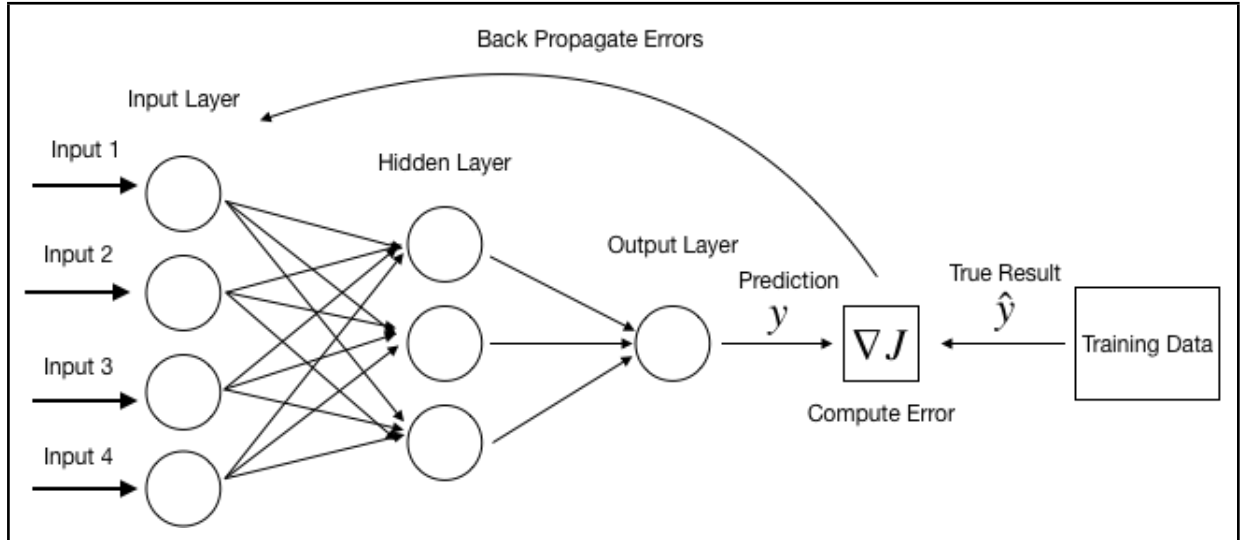 Back Propagate Errors
Input Layer
Input 1
Hidden Layer
Input 2
Output Layer
Prediction
y
True Result
ŷ
∇J
Training Data
Input 3
Compute Error
Input 4